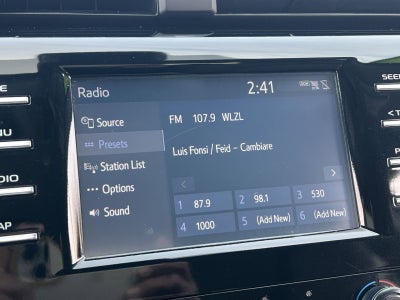 Radio
2:41
Source
Presets
Station List
Options
Sound
FM 107.9 WLZL
Luis Fonsi / Feid - Cambiare
1 87.9
2 98.1
3 530
4 1000
5 (Add New)
6 (Add New)
SEE